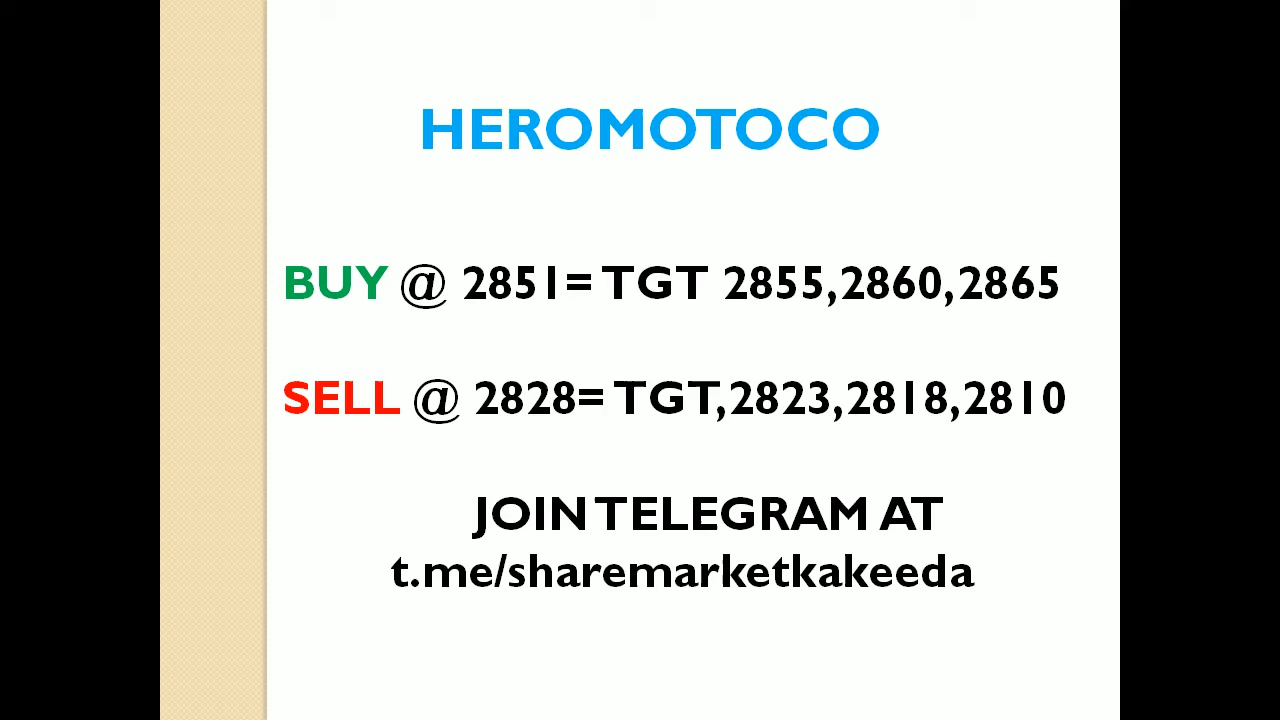 HEROMOTOCO
BUY @ 2851= TGT 2855,2860,2865
SELL @ 2828= TGT,2823,2818,2810
JOIN TELEGRAM AT
t.me/sharemarketkakeeda